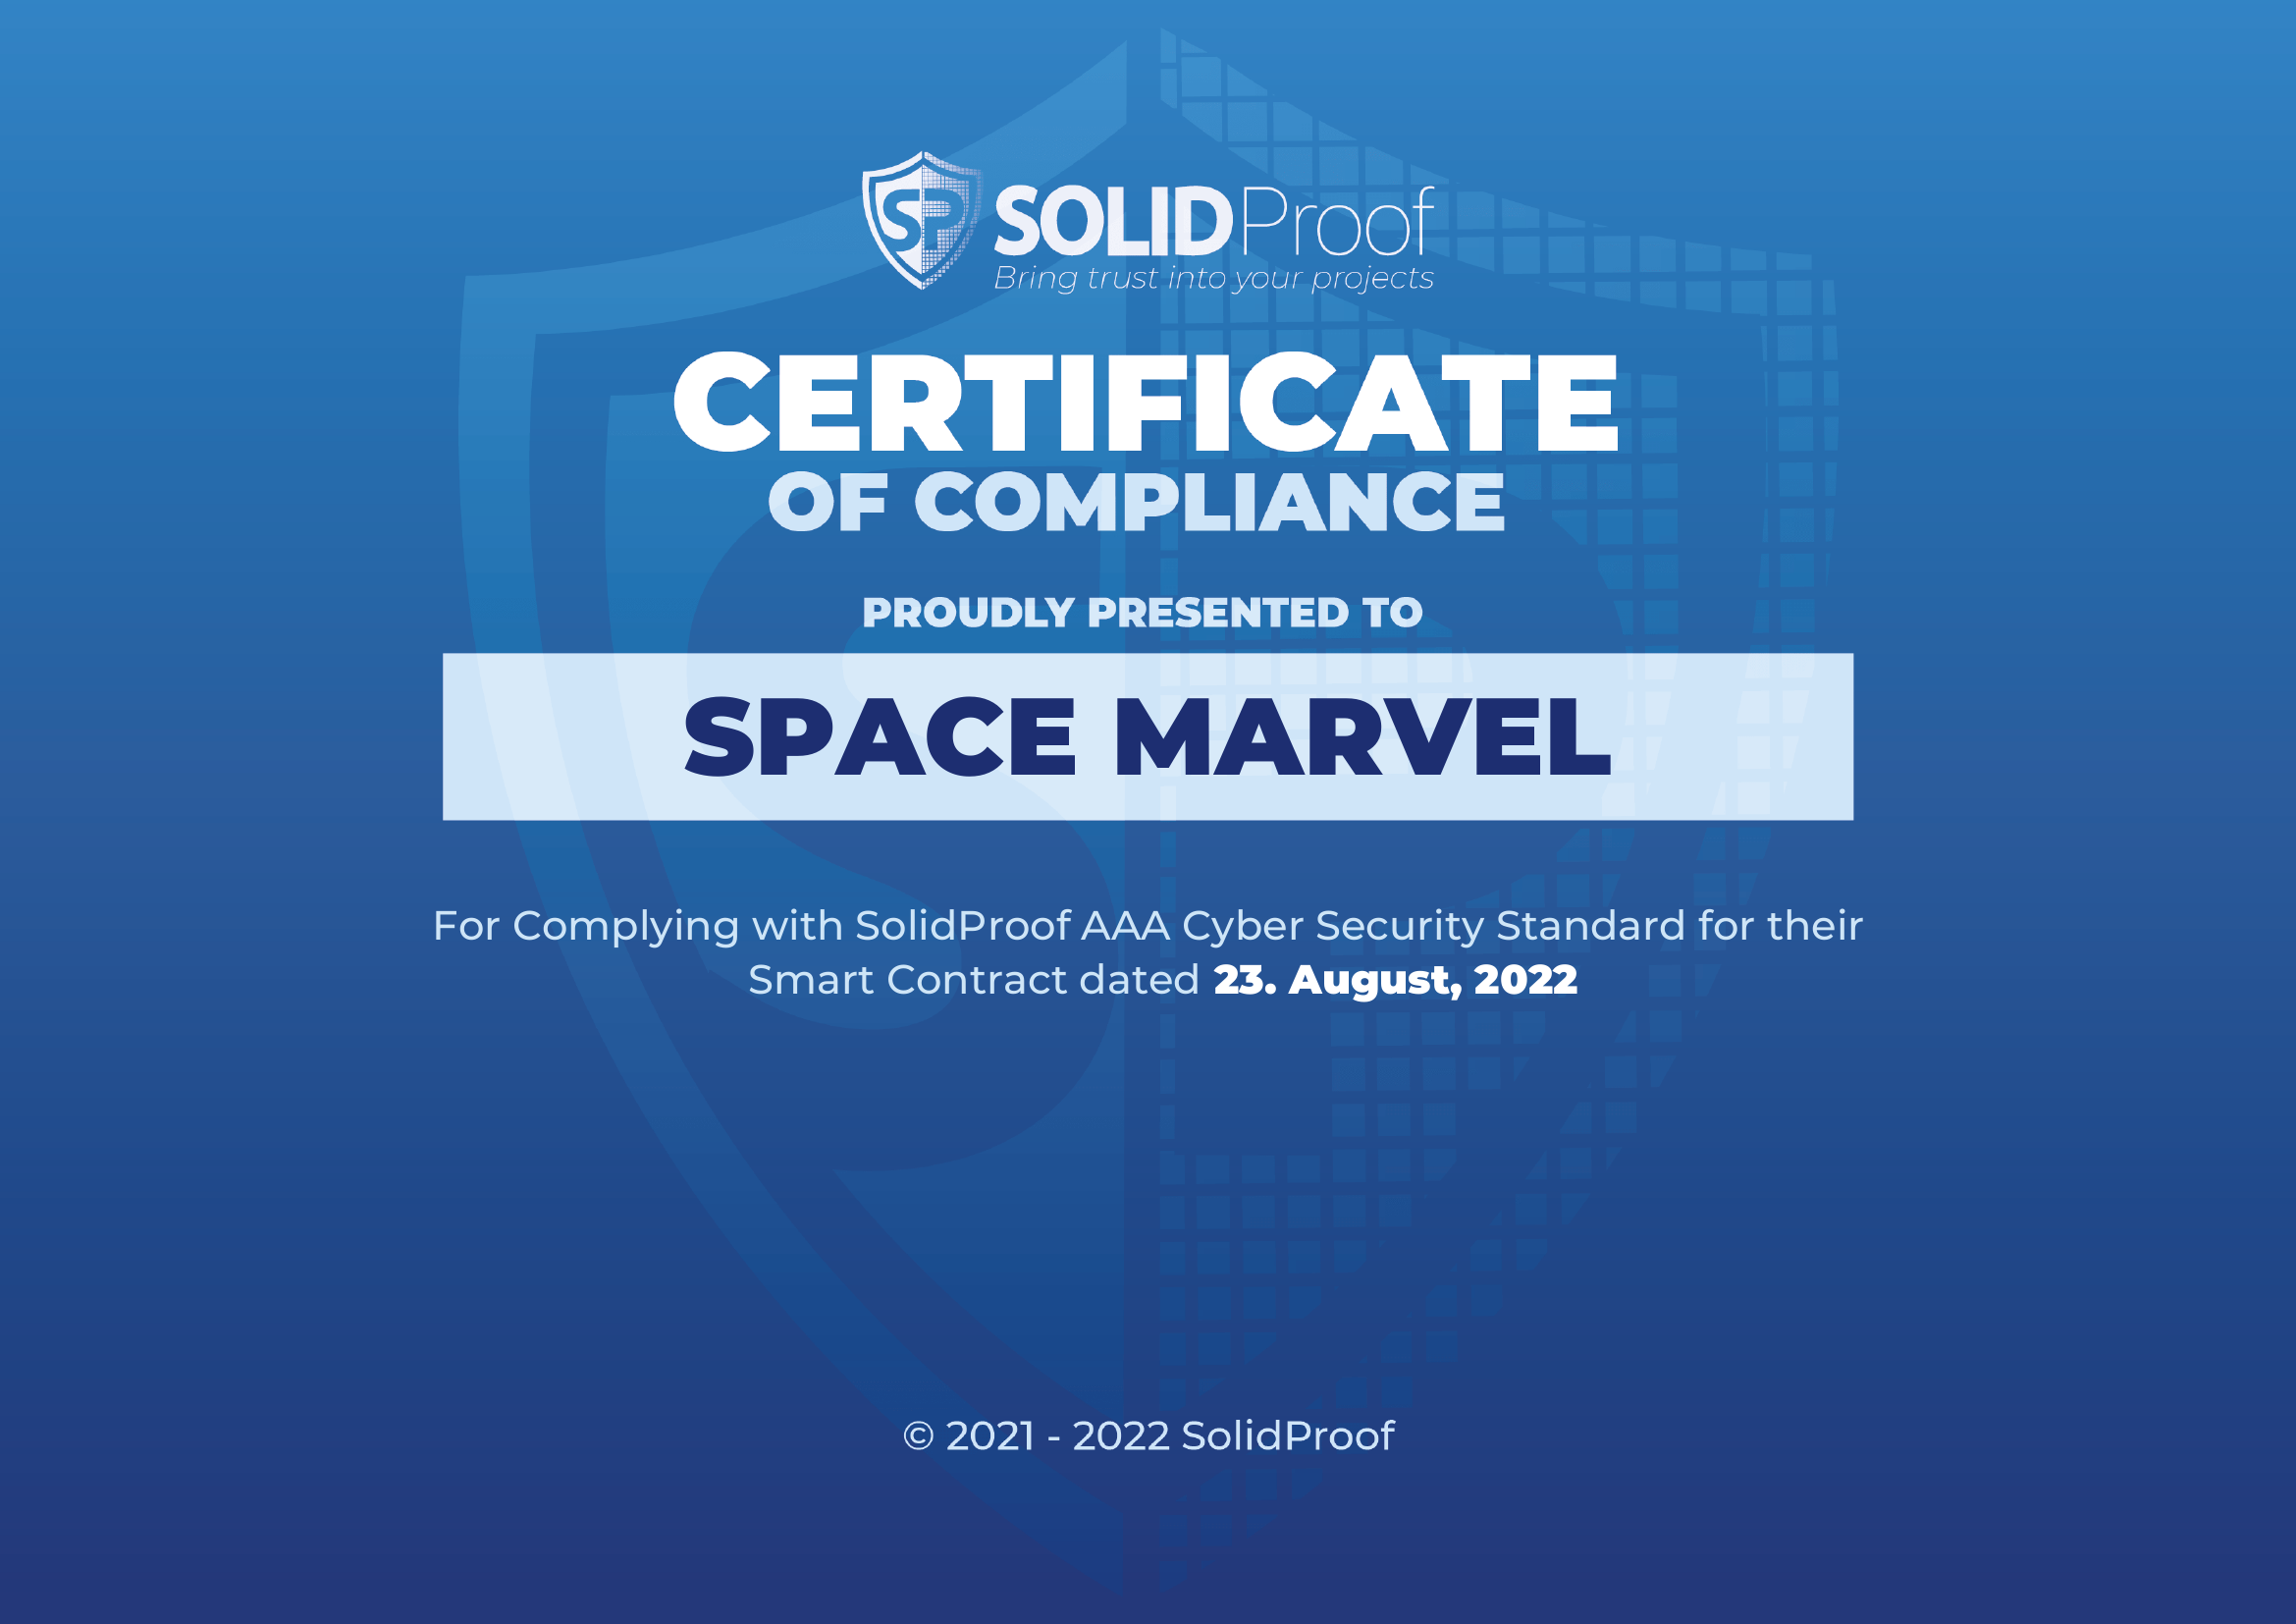 SP SOLIDProof
Bring trust into your projects
CERTIFICATE
OF COMPLIANCE
PROUDLY PRESENTED TO
SPACE MARVEL
For Complying with SolidProof AAA Cyber Security Standard for their
Smart Contract dated 23. August, 2022
© 2021 - 2022 SolidProof